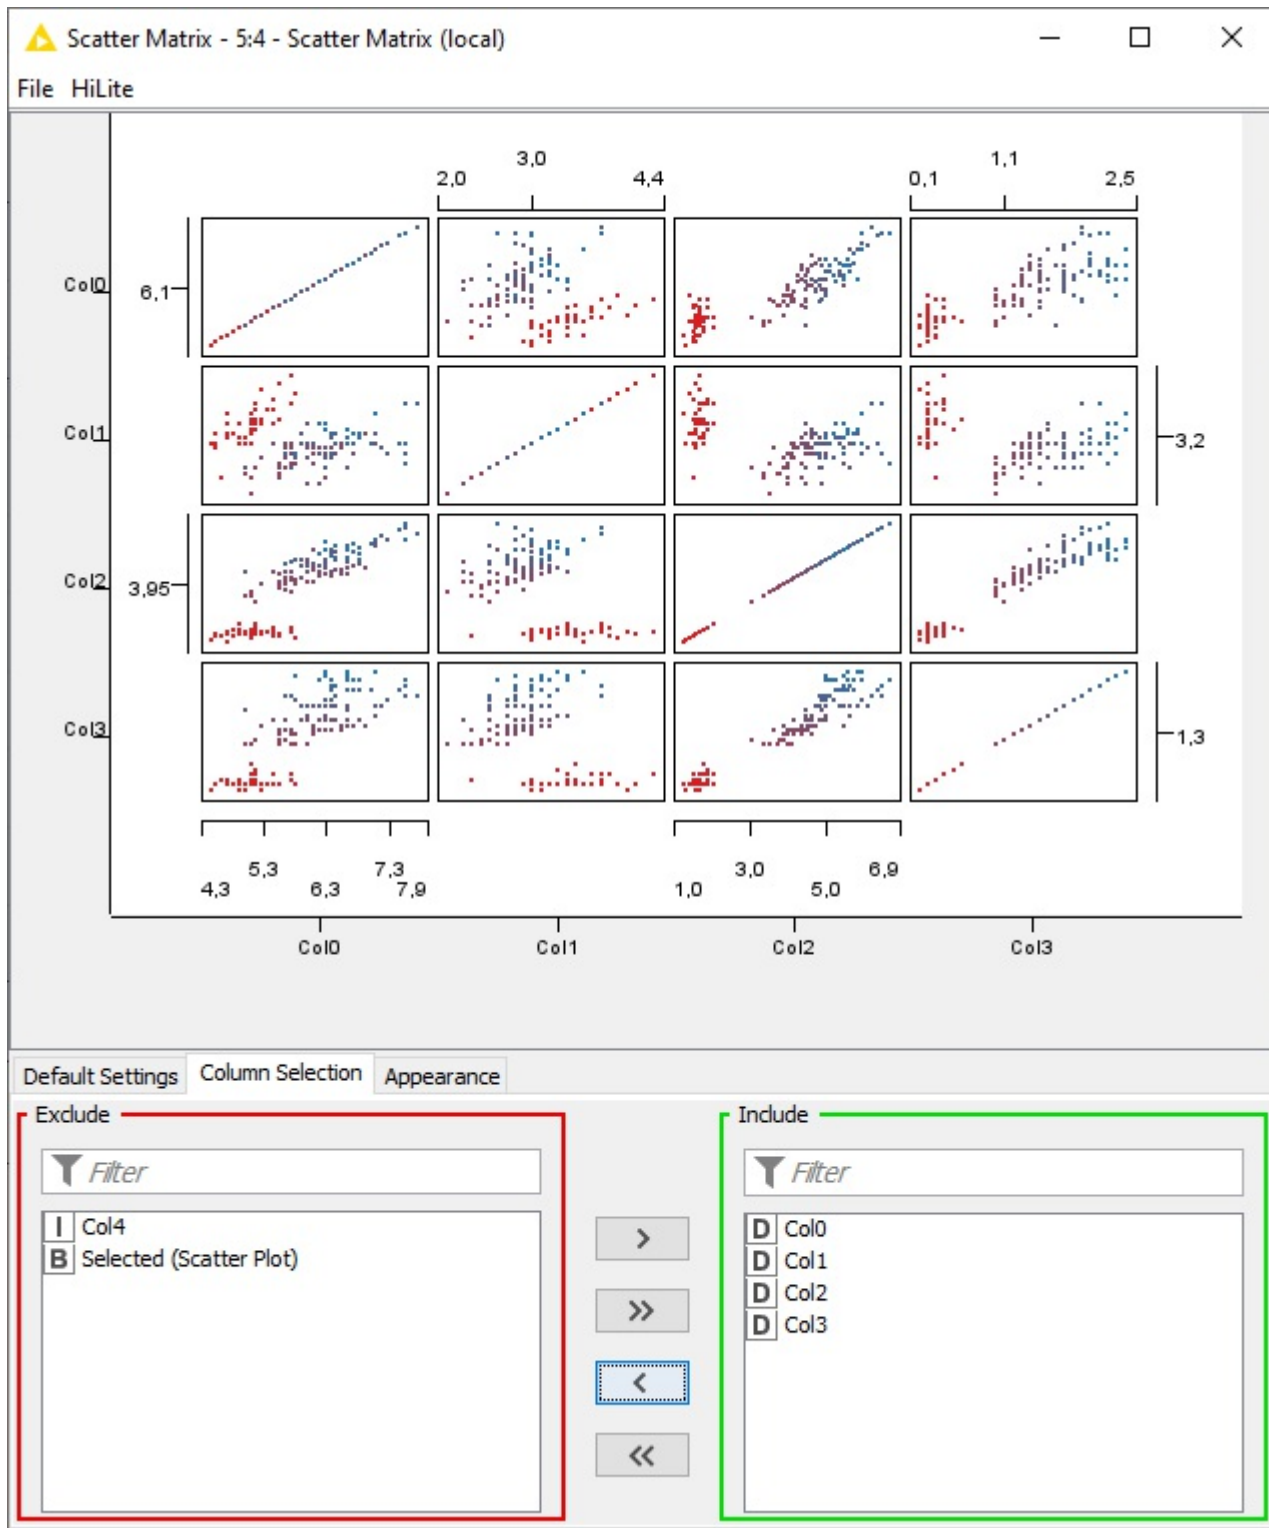 Scatter Matrix - 5:4 - Scatter Matrix (local)
File HiLite
3,0 1,1
2,0 4,4 0,1 2,5
Col0 6,1
Col1 3,2
Col2 3,95
Col3 1,3
5,3 7,3 3,0 6,9
4,3 6,3 7,9 1,0 5,0
Col0 Col1 Col2 Col3
Default Settings Column Selection Appearance
Exclude Include
Filter Filter
I Col4 D Col0
B Selected (Scatter Plot) > D Col1
D Col2
>> D Col3
<
<<